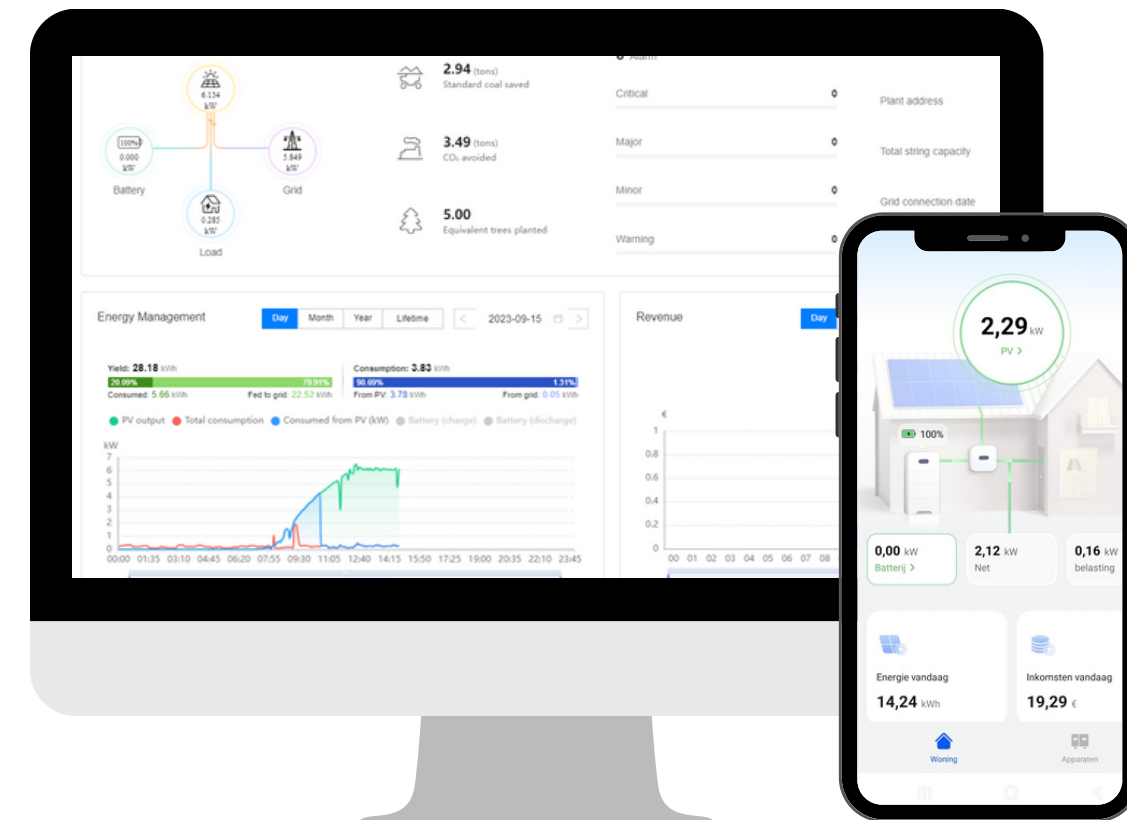 6.134
kW
100%
0.000
kW
Battery
5.849
kW
Grid
0.285
kW
Load
2.94 (tons)
Standard coal saved
3.49 (tons)
CO₂ avoided
5.00
Equivalent trees planted
0 Alarm
Critical 0
Major 0
Minor 0
Warning 0
Plant address
Total string capacity
Grid connection date
Energy Management
Day Month Year Lifetime
< 2023-09-15 >
Yield: 28.18 kWh
20.09% 79.91%
Consumed: 5.66 kWh Fed to grid: 22.52 kWh
Consumption: 3.83 kWh
98.69% 1.31%
From PV: 3.78 kWh From grid: 0.05 kWh
PV output Total consumption Consumed from PV (kW) Battery (charge) Battery (discharge)
kW
7
6
5
4
3
2
1
0
00:00 01:35 03:10 04:45 06:20 07:55 09:30 11:05 12:40 14:15 15:50 17:25 19:00 20:35 22:10 23:45
Revenue
Day
€
1
0.8
0.6
0.4
0.2
0
00 01 02 03 04 05 06 07 08
2,29 kW
PV >
100%
0,00 kW
Batterij >
2,12 kW
Net
0,16 kW
belasting
Energie vandaag
14,24 kWh
Inkomsten vandaag
19,29 €
Woning
Apparaten